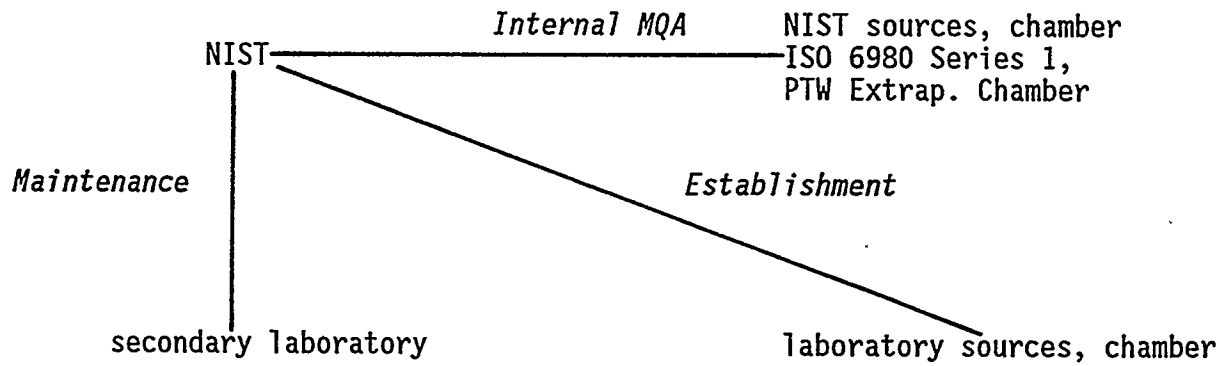 Internal MQA
NIST sources, chamber
NIST
ISO 6980 Series 1,
PTW Extrap. Chamber
Maintenance
Establishment
secondary laboratory
laboratory sources, chamber